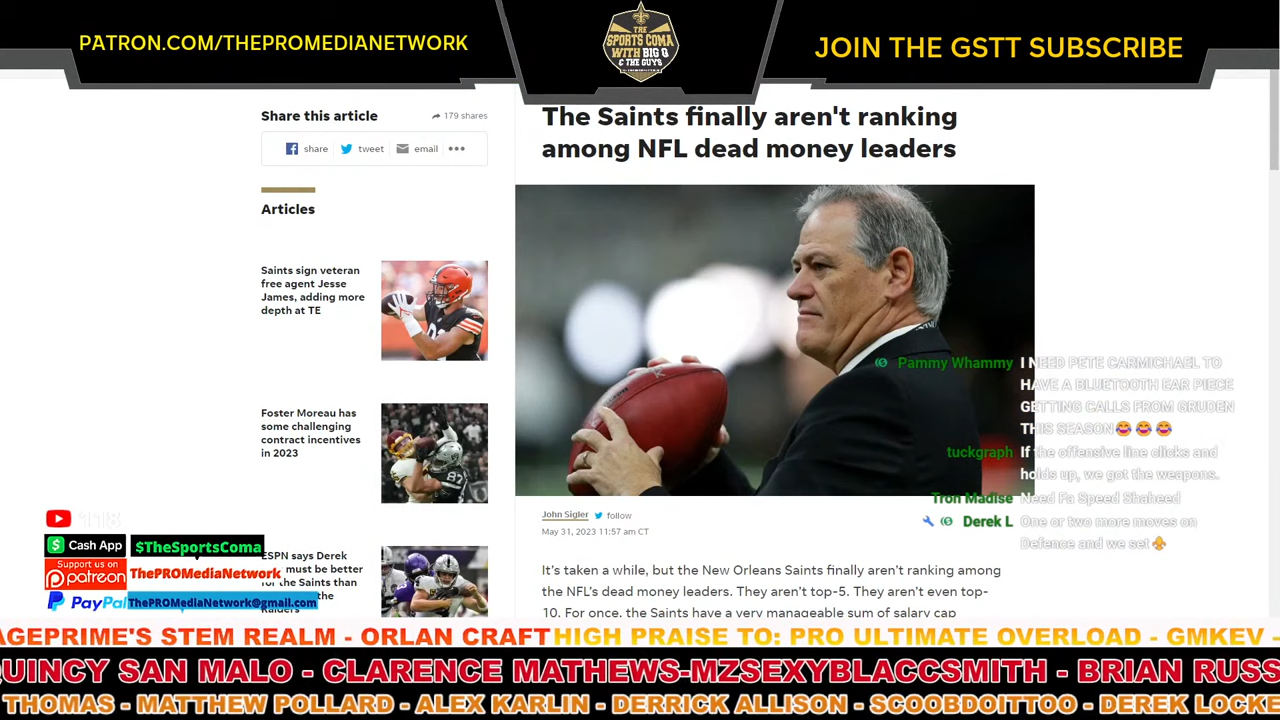 PATRON.COM/THEPROMEDIANETWORK
THE
SPORTS COMA
WITH BIG Q
& THE GUYS
JOIN THE GSTT SUBSCRIBE
Share this article
179 shares
share
tweet
email
Articles
Saints sign veteran
free agent Jesse
James, adding more
depth at TE
Foster Moreau has
some challenging
contract incentives
in 2023
ESPN says Derek
must be better
for the Saints than
the
Raiders
The Saints finally aren't ranking
among NFL dead money leaders
John Sigler
follow
May 31, 2023 11:57 am CT
It's taken a while, but the New Orleans Saints finally aren't ranking among
the NFL's dead money leaders. They aren't top-5. They aren't even top-
10. For once, the Saints have a very manageable sum of salary cap
Pammy Whammy I NEED PETE CARMICHAEL TO
HAVE A BLUETOOTH EAR PIECE
GETTING CALLS FROM GRUDEN
THIS SEASON😂 😂 😂
tuckgraph If the offensive line clicks and
holds up, we got the weapons.
Tron Madise Need Fa Speed Shaheed
Derek L One or two more moves on
Defence and we set⚜
118
Cash App $TheSportsComa
Support us on
patreon ThePROMediaNetwork
PayPal ThePROMediaNetwork@gmail.com
AGEPRIME'S STEM REALM - ORLAN CRAFT HIGH PRAISE TO: PRO ULTIMATE OVERLOAD - GMKEV -
QUINCY SAN MALO - CLARENCE MATHEWS-MZSEXYBLACCSMITH - BRIAN RUSS
THOMAS - MATTHEW POLLARD - ALEX KARLIN - DERRICK ALLISON - SCOOBDOITTOO - DEREK LOCKE